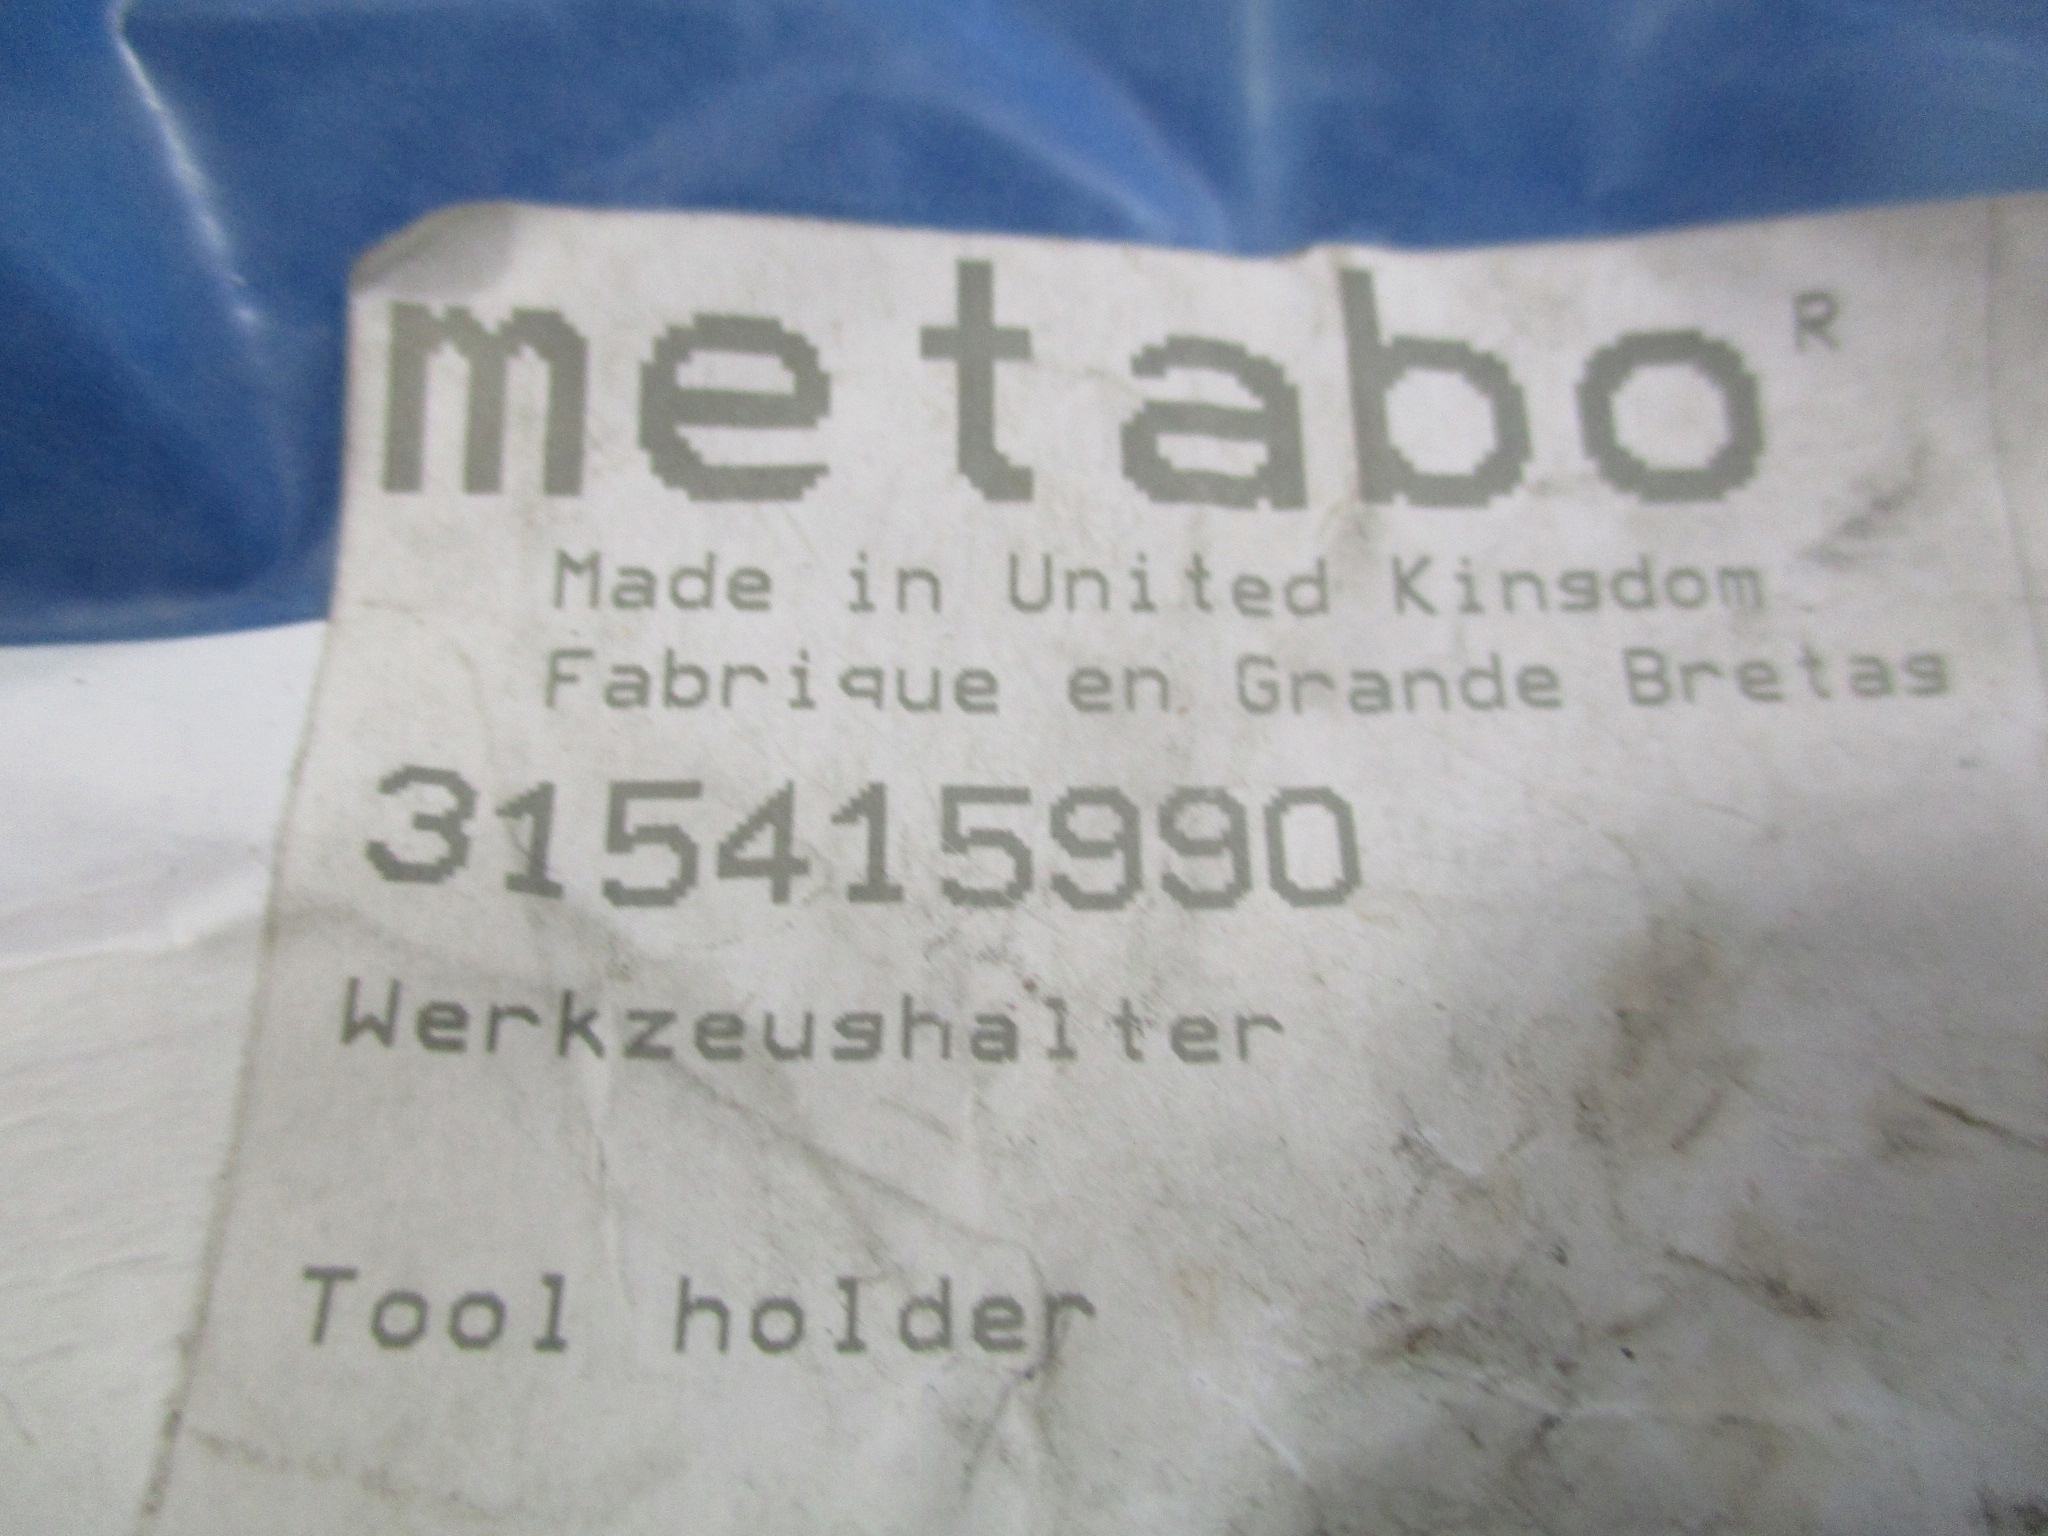 metabo R
Made in United Kingdom
Fabrique en Grande Bretag
315415990
Werkzeughalter
Tool holder